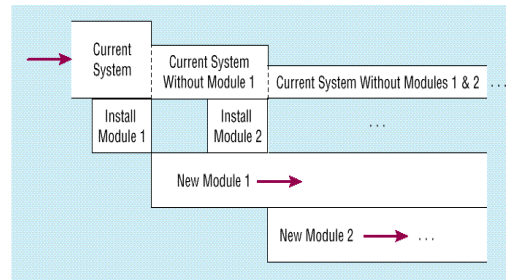 Current
System
Current System
Without Module 1
Current System Without Modules 1 & 2 ...
Install
Module 1
Install
Module 2
...
New Module 1
New Module 2
...